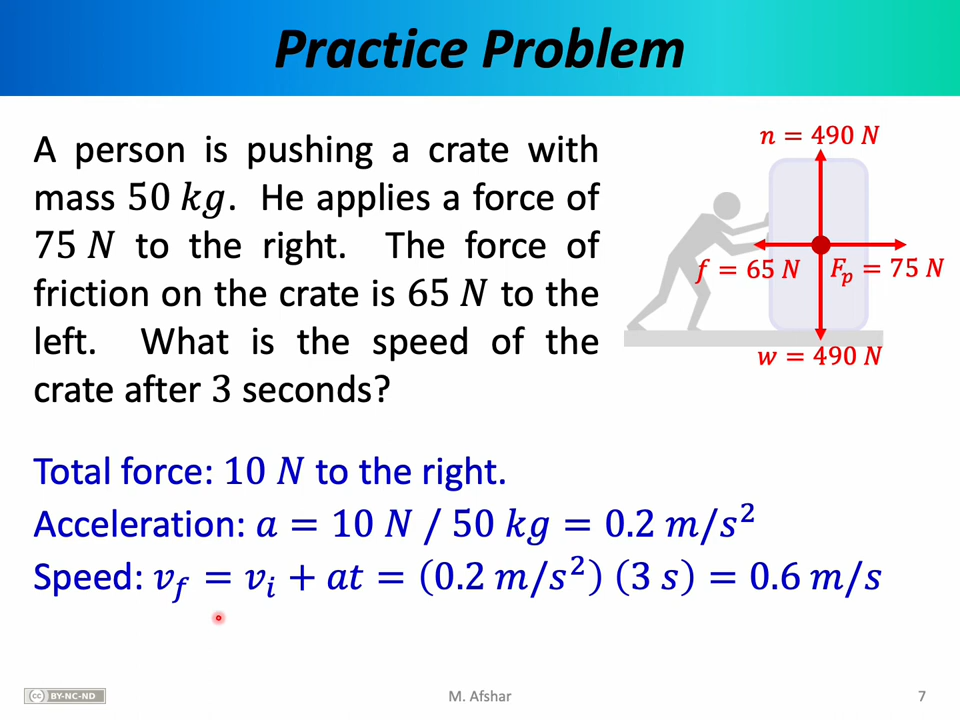 Practice Problem
A person is pushing a crate with
mass 50 kg. He applies a force of
75 N to the right. The force of
friction on the crate is 65 N to the
left. What is the speed of the
crate after 3 seconds?
n = 490 N
f = 65 N
F_p = 75 N
w = 490 N
Total force: 10 N to the right.
Acceleration: a = 10 N / 50 kg = 0.2 m/s²
Speed: v_f = v_i + at = (0.2 m/s²) (3 s) = 0.6 m/s
cc BY-NC-ND
M. Afshar
7